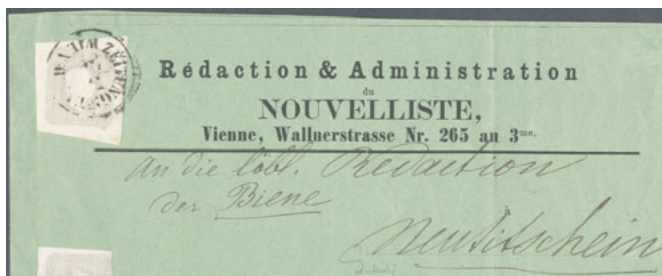 Rédaction & Administration
du
NOUVELLISTE,
Vienne, Wallnerstrasse Nr. 265 au 3me.
An die löbl. Redaction
der Biene
à
Neutitschein